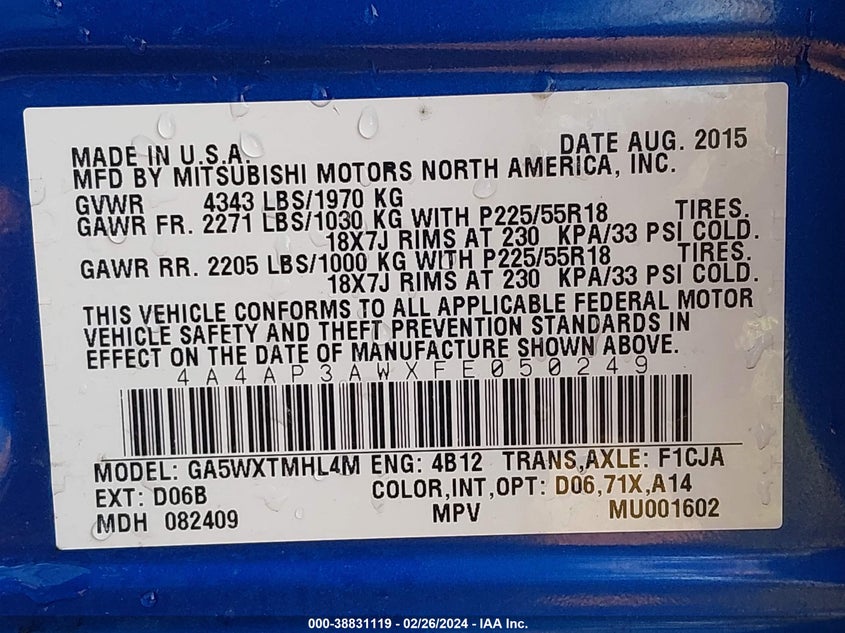 MADE IN U.S.A. DATE AUG. 2015
MFD BY MITSUBISHI MOTORS NORTH AMERICA, INC.
GVWR 4343 LBS/1970 KG
GAWR FR. 2271 LBS/1030 KG WITH P225/55R18 TIRES.
18X7J RIMS AT 230 KPA/33 PSI COLD.
GAWR RR. 2205 LBS/1000 KG WITH P225/55R18 TIRES.
18X7J RIMS AT 230 KPA/33 PSI COLD.
THIS VEHICLE CONFORMS TO ALL APPLICABLE FEDERAL MOTOR
VEHICLE SAFETY AND THEFT PREVENTION STANDARDS IN
EFFECT ON THE DATE OF MANUFACTURE SHOWN ABOVE.
4A4AP3AWXFE050249
MODEL: GA5WXTMHL4M ENG: 4B12 TRANS,AXLE: F1CJA
EXT: D06B COLOR,INT,OPT: D06,71X,A14
MDH 082409 MPV MU001602
000-38831119 - 02/26/2024 - IAA Inc.